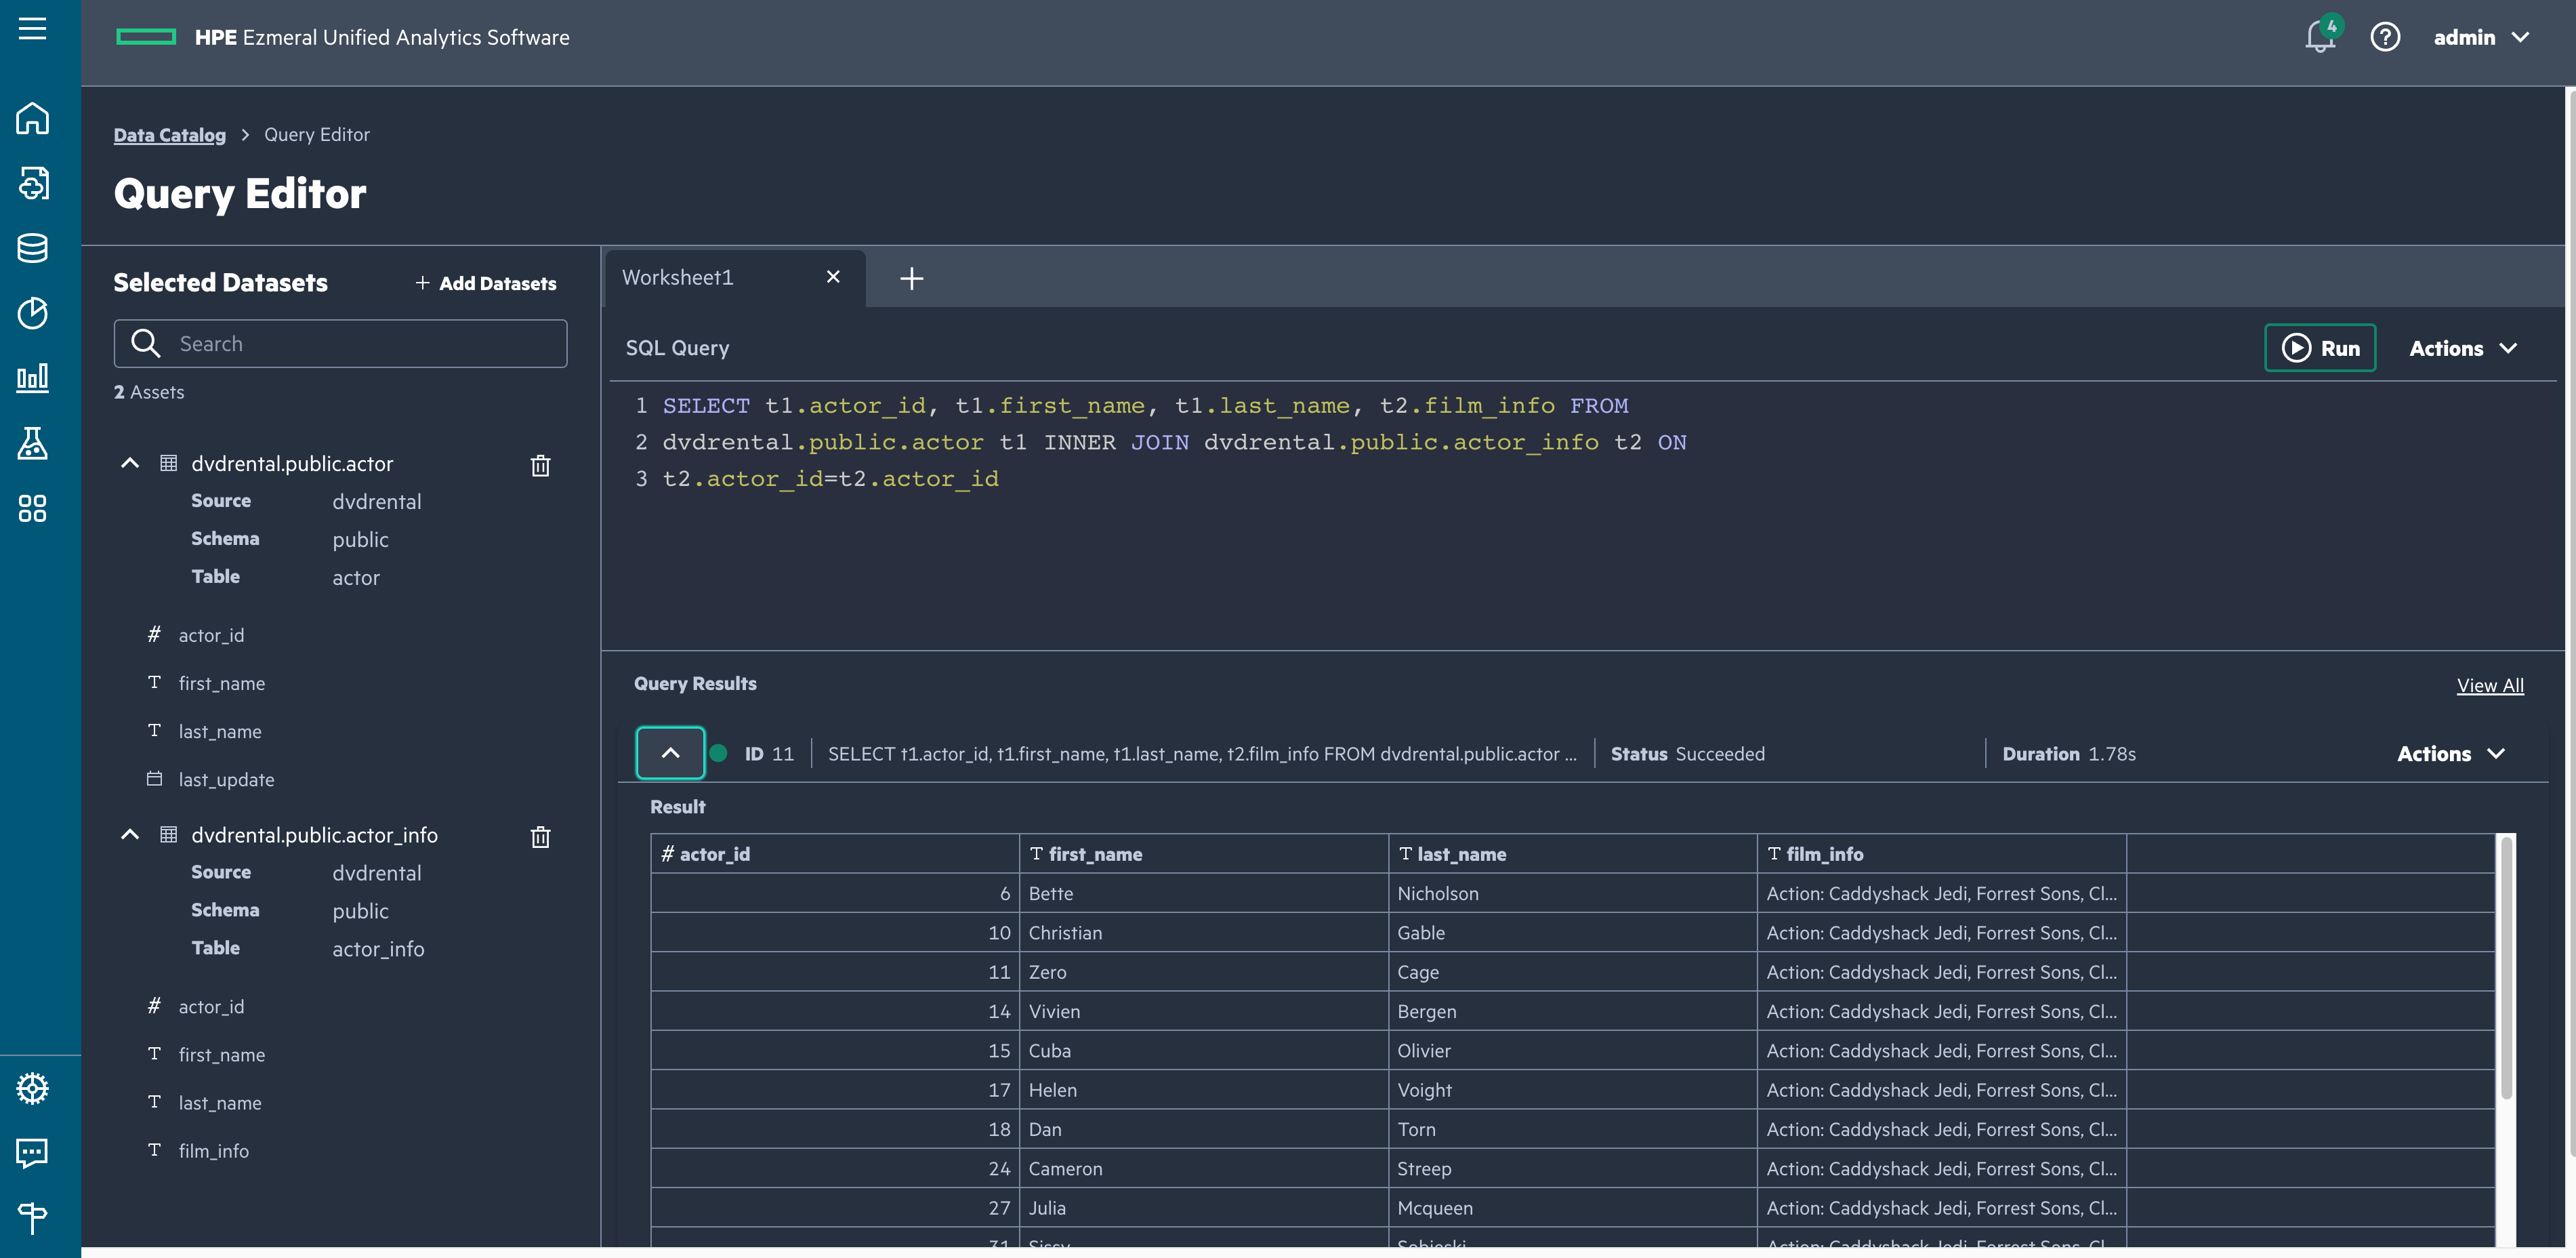 HPE Ezmeral Unified Analytics Software
4
admin
Data Catalog > Query Editor
Query Editor
Selected Datasets
+ Add Datasets
Search
2 Assets
dvdrental.public.actor
Source dvdrental
Schema public
Table actor
# actor_id
T first_name
T last_name
last_update
dvdrental.public.actor_info
Source dvdrental
Schema public
Table actor_info
# actor_id
T first_name
T last_name
T film_info
Worksheet1
SQL Query
Run
Actions
1 SELECT t1.actor_id, t1.first_name, t1.last_name, t2.film_info FROM
2 dvdrental.public.actor t1 INNER JOIN dvdrental.public.actor_info t2 ON
3 t2.actor_id=t2.actor_id
Query Results
View All
ID 11 SELECT t1.actor_id, t1.first_name, t1.last_name, t2.film_info FROM dvdrental.public.actor ... Status Succeeded Duration 1.78s Actions
Result
# actor_id T first_name T last_name T film_info
6 Bette Nicholson Action: Caddyshack Jedi, Forrest Sons, Cl...
10 Christian Gable Action: Caddyshack Jedi, Forrest Sons, Cl...
11 Zero Cage Action: Caddyshack Jedi, Forrest Sons, Cl...
14 Vivien Bergen Action: Caddyshack Jedi, Forrest Sons, Cl...
15 Cuba Olivier Action: Caddyshack Jedi, Forrest Sons, Cl...
17 Helen Voight Action: Caddyshack Jedi, Forrest Sons, Cl...
18 Dan Torn Action: Caddyshack Jedi, Forrest Sons, Cl...
24 Cameron Streep Action: Caddyshack Jedi, Forrest Sons, Cl...
27 Julia Mcqueen Action: Caddyshack Jedi, Forrest Sons, Cl...
31 Sissy Sobieski Action: Caddyshack Jedi, Forrest Sons, Cl...